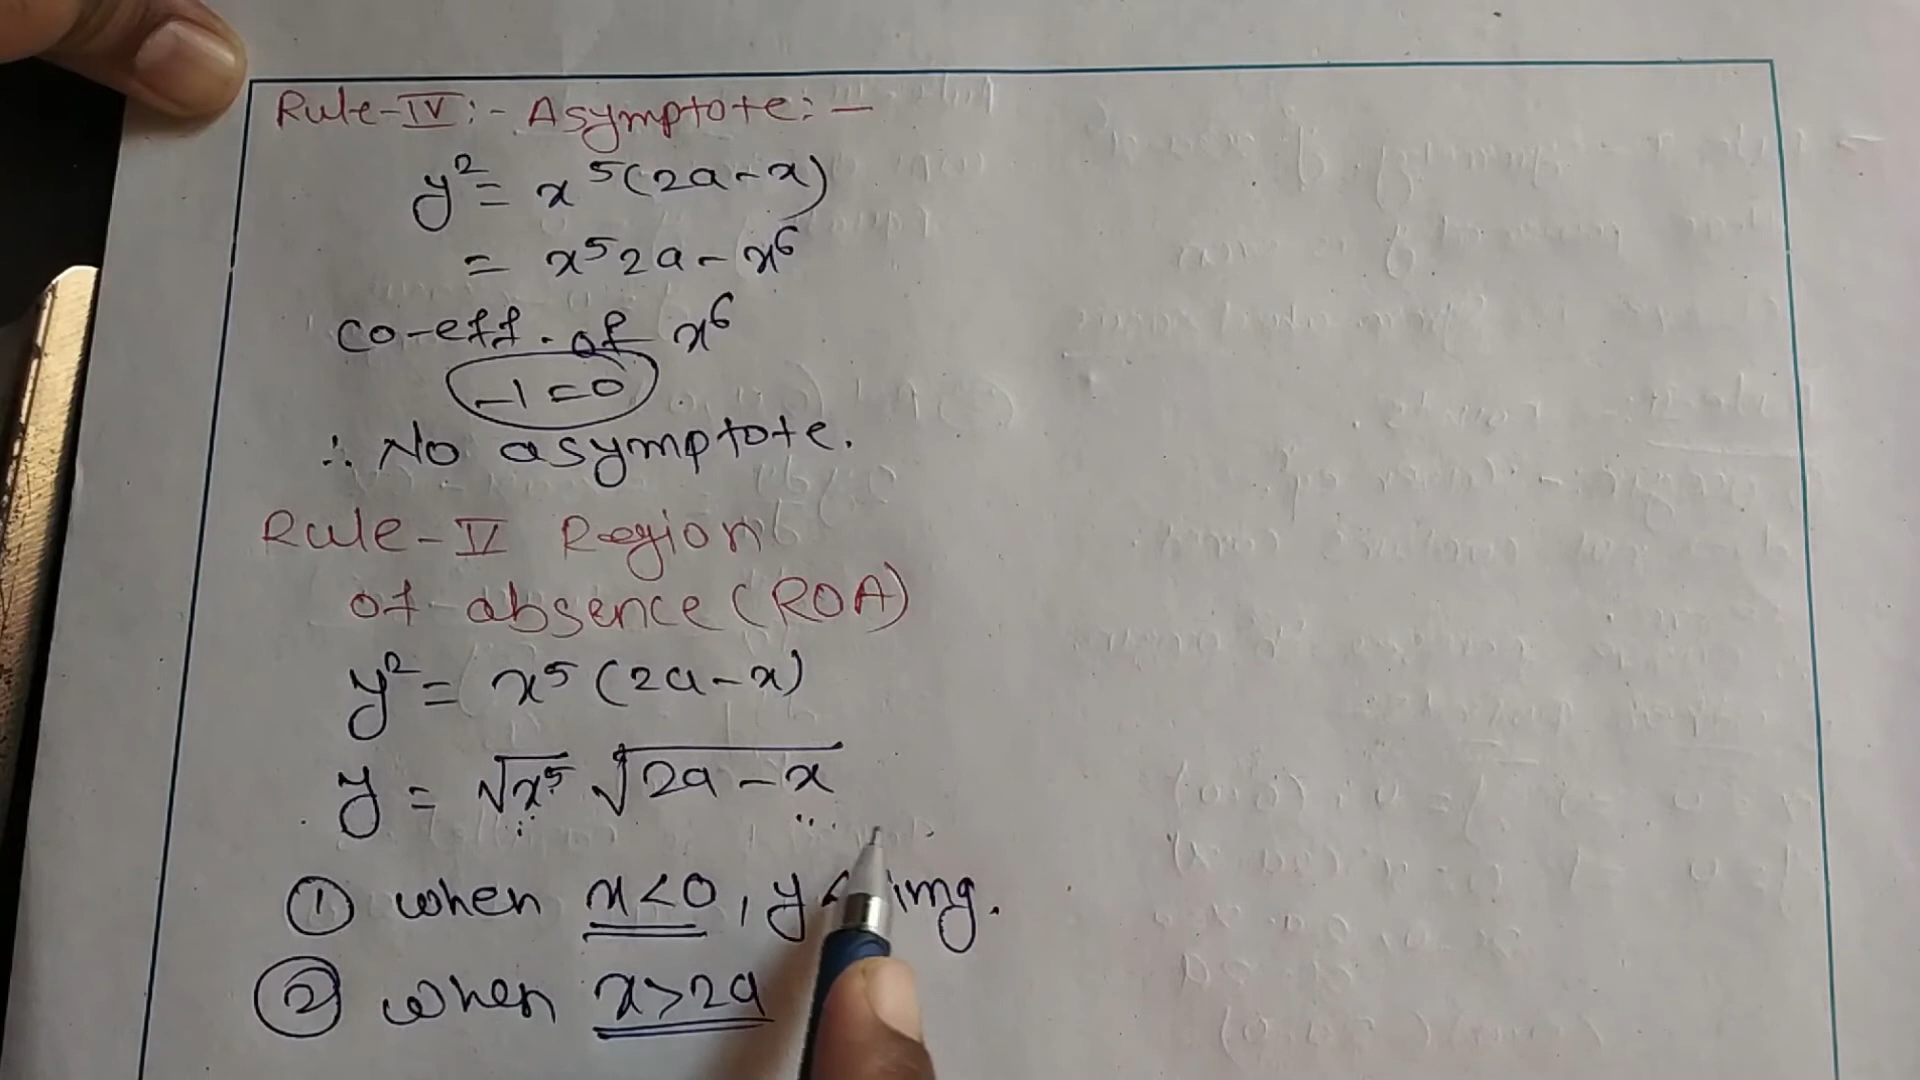 Rule-IV:- Asymptote:-
y² = x⁵(2a-x)
= x⁵2a-x⁶
co-eff. of x⁶
-1=0
∴ No asymptote.
Rule-V Region
of absence (ROA)
y² = x⁵(2a-x)
y = √x⁵ √2a-x
① when x<0, y img.
② when x>2a